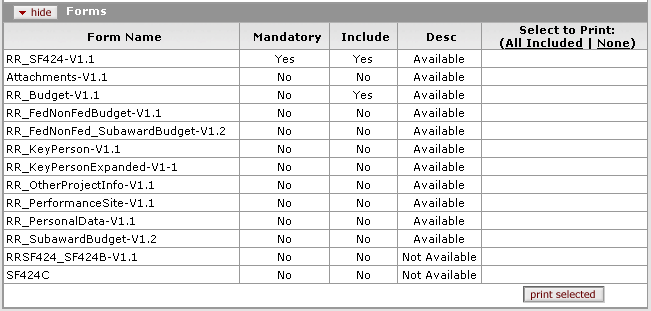 hide Forms
Form Name Mandatory Include Desc Select to Print:
(All Included | None)
RR_SF424-V1.1 Yes Yes Available
Attachments-V1.1 No No Available
RR_Budget-V1.1 No Yes Available
RR_FedNonFedBudget-V1.1 No No Available
RR_FedNonFed_SubawardBudget-V1.2 No No Available
RR_KeyPerson-V1.1 No No Available
RR_KeyPersonExpanded-V1-1 No No Available
RR_OtherProjectInfo-V1.1 No No Available
RR_PerformanceSite-V1.1 No No Available
RR_PersonalData-V1.1 No No Available
RR_SubawardBudget-V1.2 No No Available
RRSF424_SF424B-V1.1 No No Not Available
SF424C No No Not Available
print selected